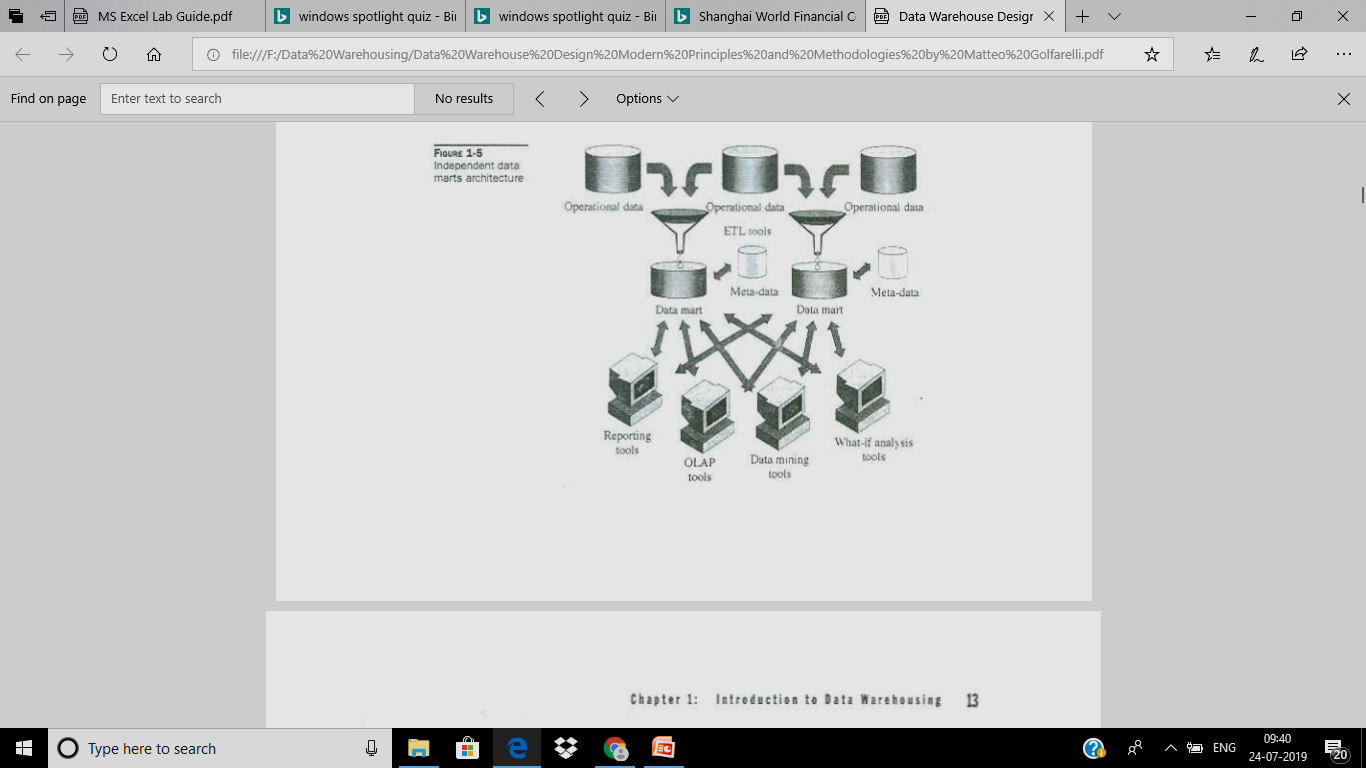 MS Excel Lab Guide.pdf
windows spotlight quiz - Bi
windows spotlight quiz - Bi
Shanghai World Financial C
Data Warehouse Design
file:///F:/Data%20Warehousing/Data%20Warehouse%20Design%20Modern%20Principles%20and%20Methodologies%20by%20Matteo%20Golfarelli.pdf
Find on page
Enter text to search
No results
Options
FIGURE 1-5
Independent data
marts architecture
Operational data
Operational data
Operational data
ETL tools
Meta-data
Meta-data
Data mart
Data mart
Reporting
tools
OLAP
tools
Data mining
tools
What-if analysis
tools
Chapter 1: Introduction to Data Warehousing 13
Type here to search
ENG
09:40
24-07-2019
20